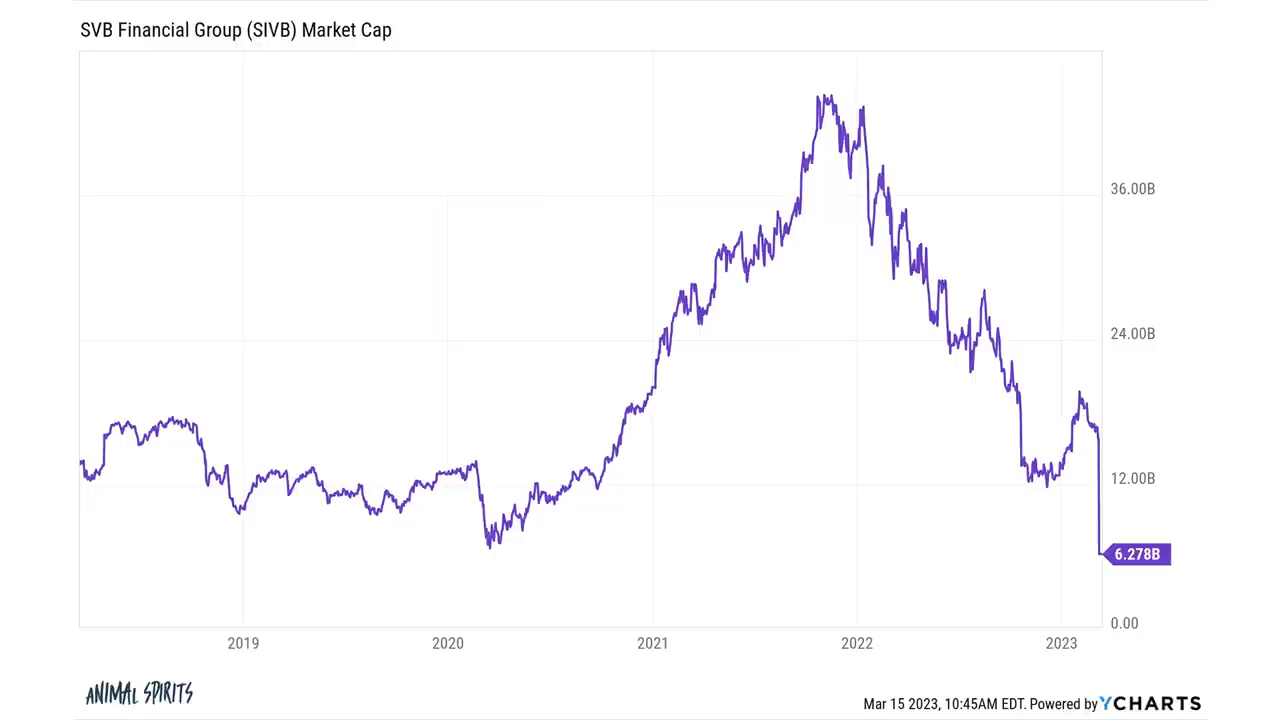 SVB Financial Group (SIVB) Market Cap
36.00B
24.00B
12.00B
6.278B
0.00
2019 2020 2021 2022 2023
ANIMAL SPIRITS
Mar 15 2023, 10:45AM EDT. Powered by YCHARTS